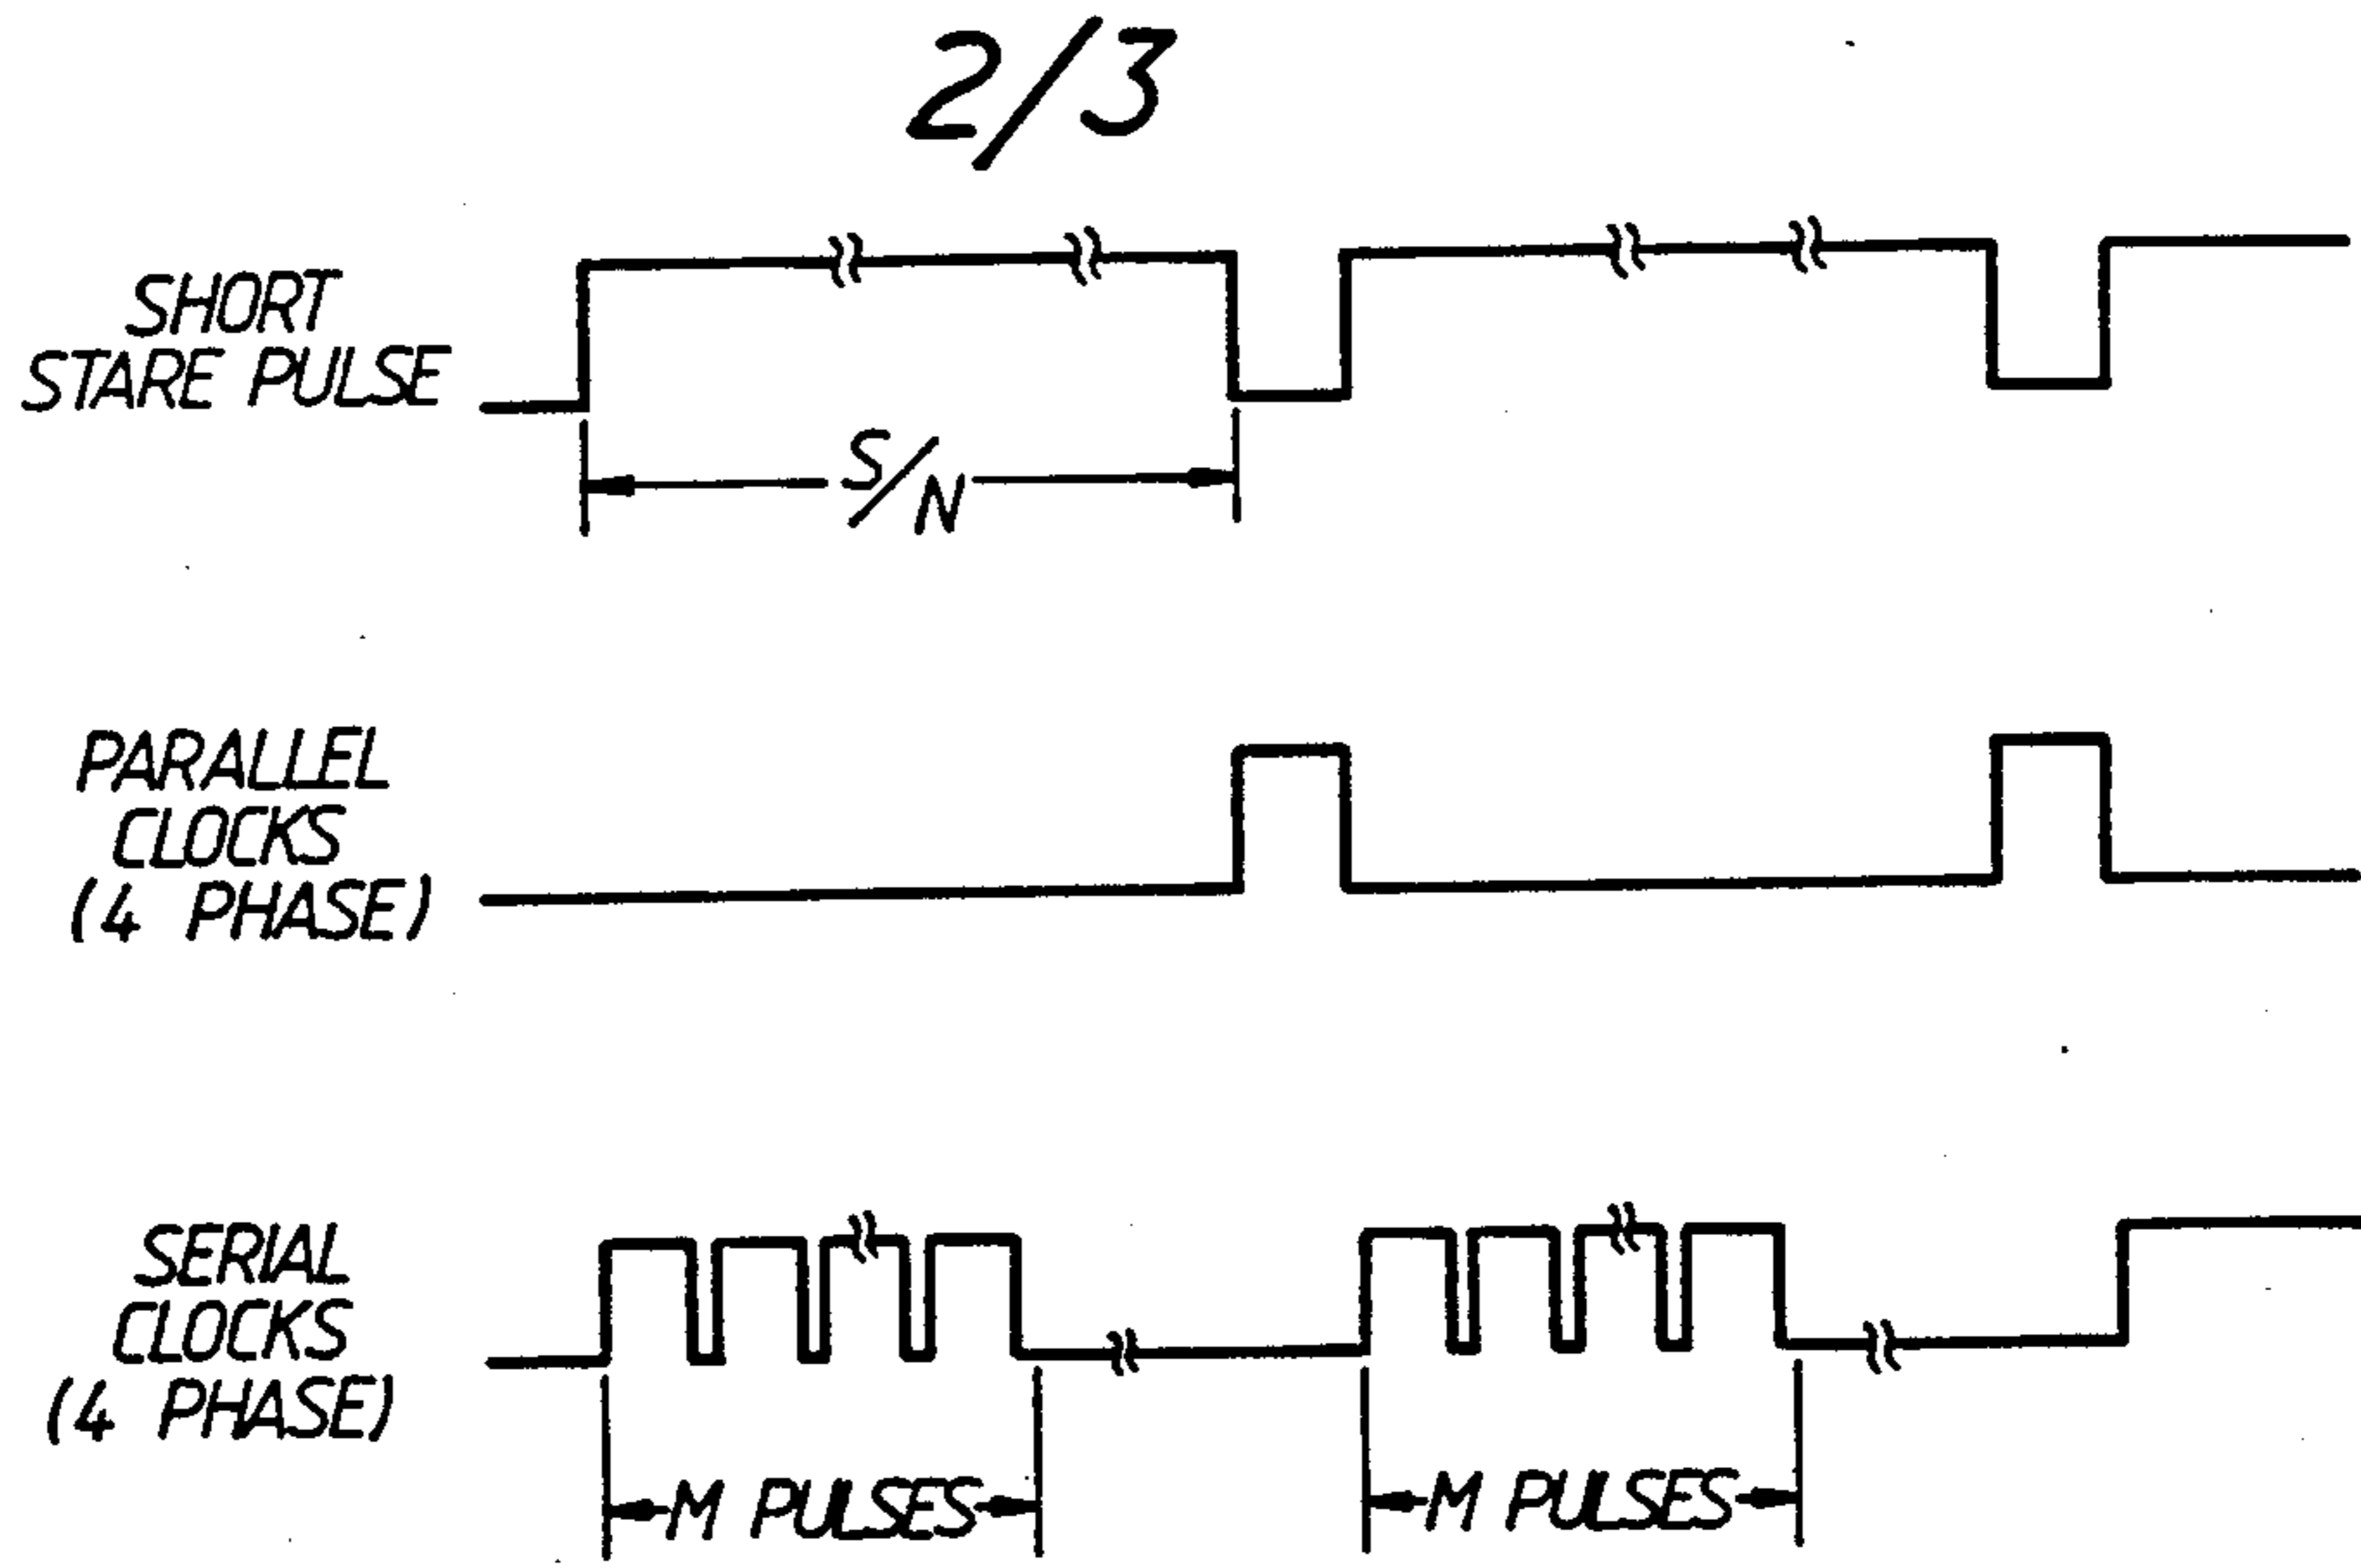 2/3
SHORT
STARE PULSE
S/N
PARALLEL
CLOCKS
(4 PHASE)
SERIAL
CLOCKS
(4 PHASE)
M PULSES
M PULSES